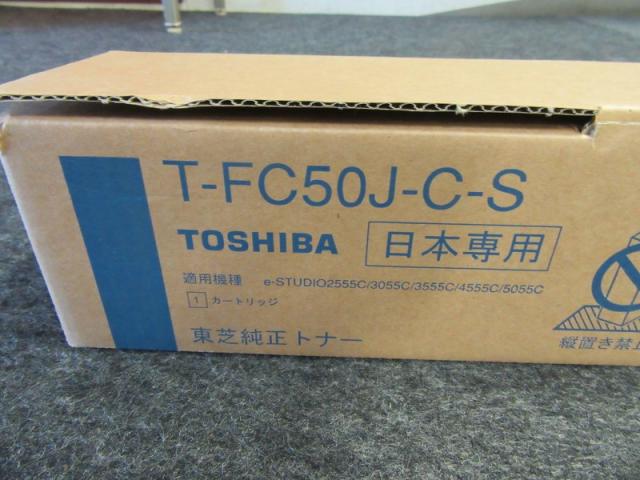 T-FC50J-C-S
TOSHIBA 日本専用
適用機種 e-STUDIO2555C/3055C/3555C/4555C/5055C
1 カートリッジ
東芝純正トナー
縦置き禁止